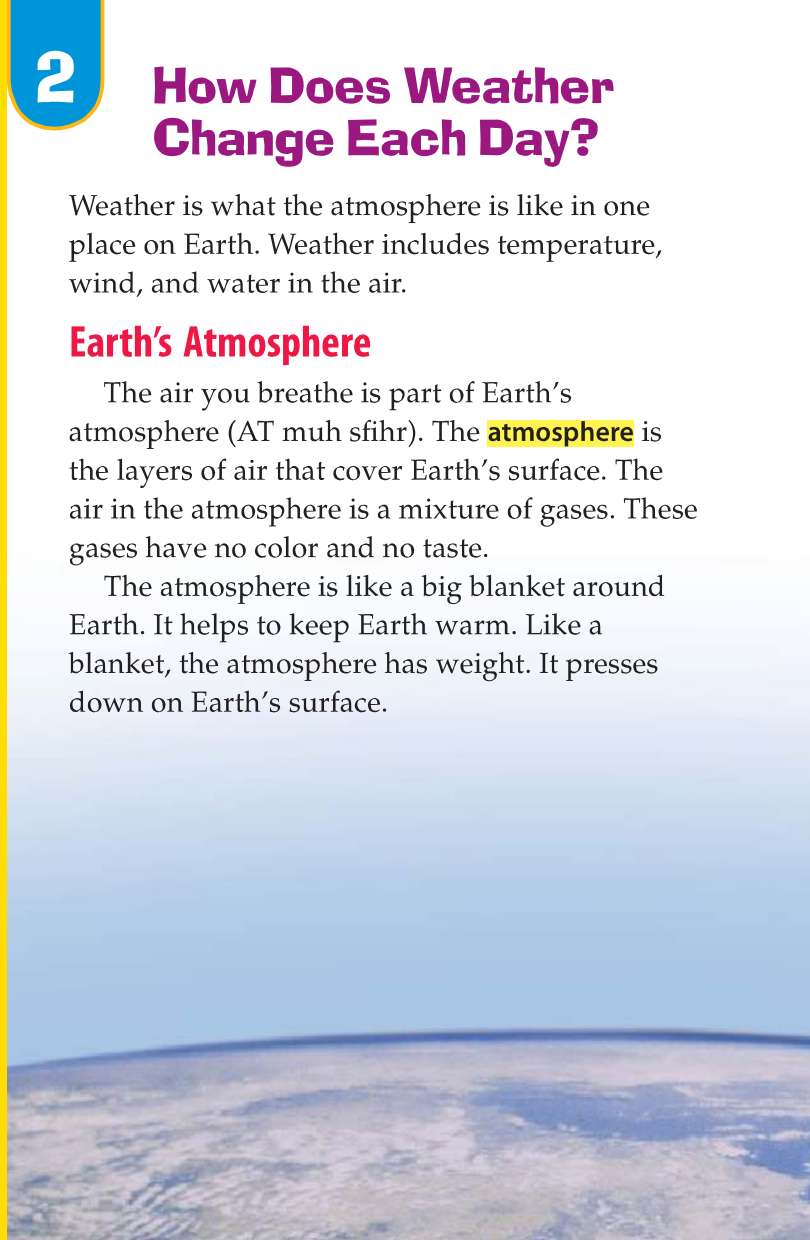 2
How Does Weather
Change Each Day?
Weather is what the atmosphere is like in one
place on Earth. Weather includes temperature,
wind, and water in the air.
Earth’s Atmosphere
The air you breathe is part of Earth’s
atmosphere (AT muh sfihr). The atmosphere is
the layers of air that cover Earth’s surface. The
air in the atmosphere is a mixture of gases. These
gases have no color and no taste.
The atmosphere is like a big blanket around
Earth. It helps to keep Earth warm. Like a
blanket, the atmosphere has weight. It presses
down on Earth’s surface.